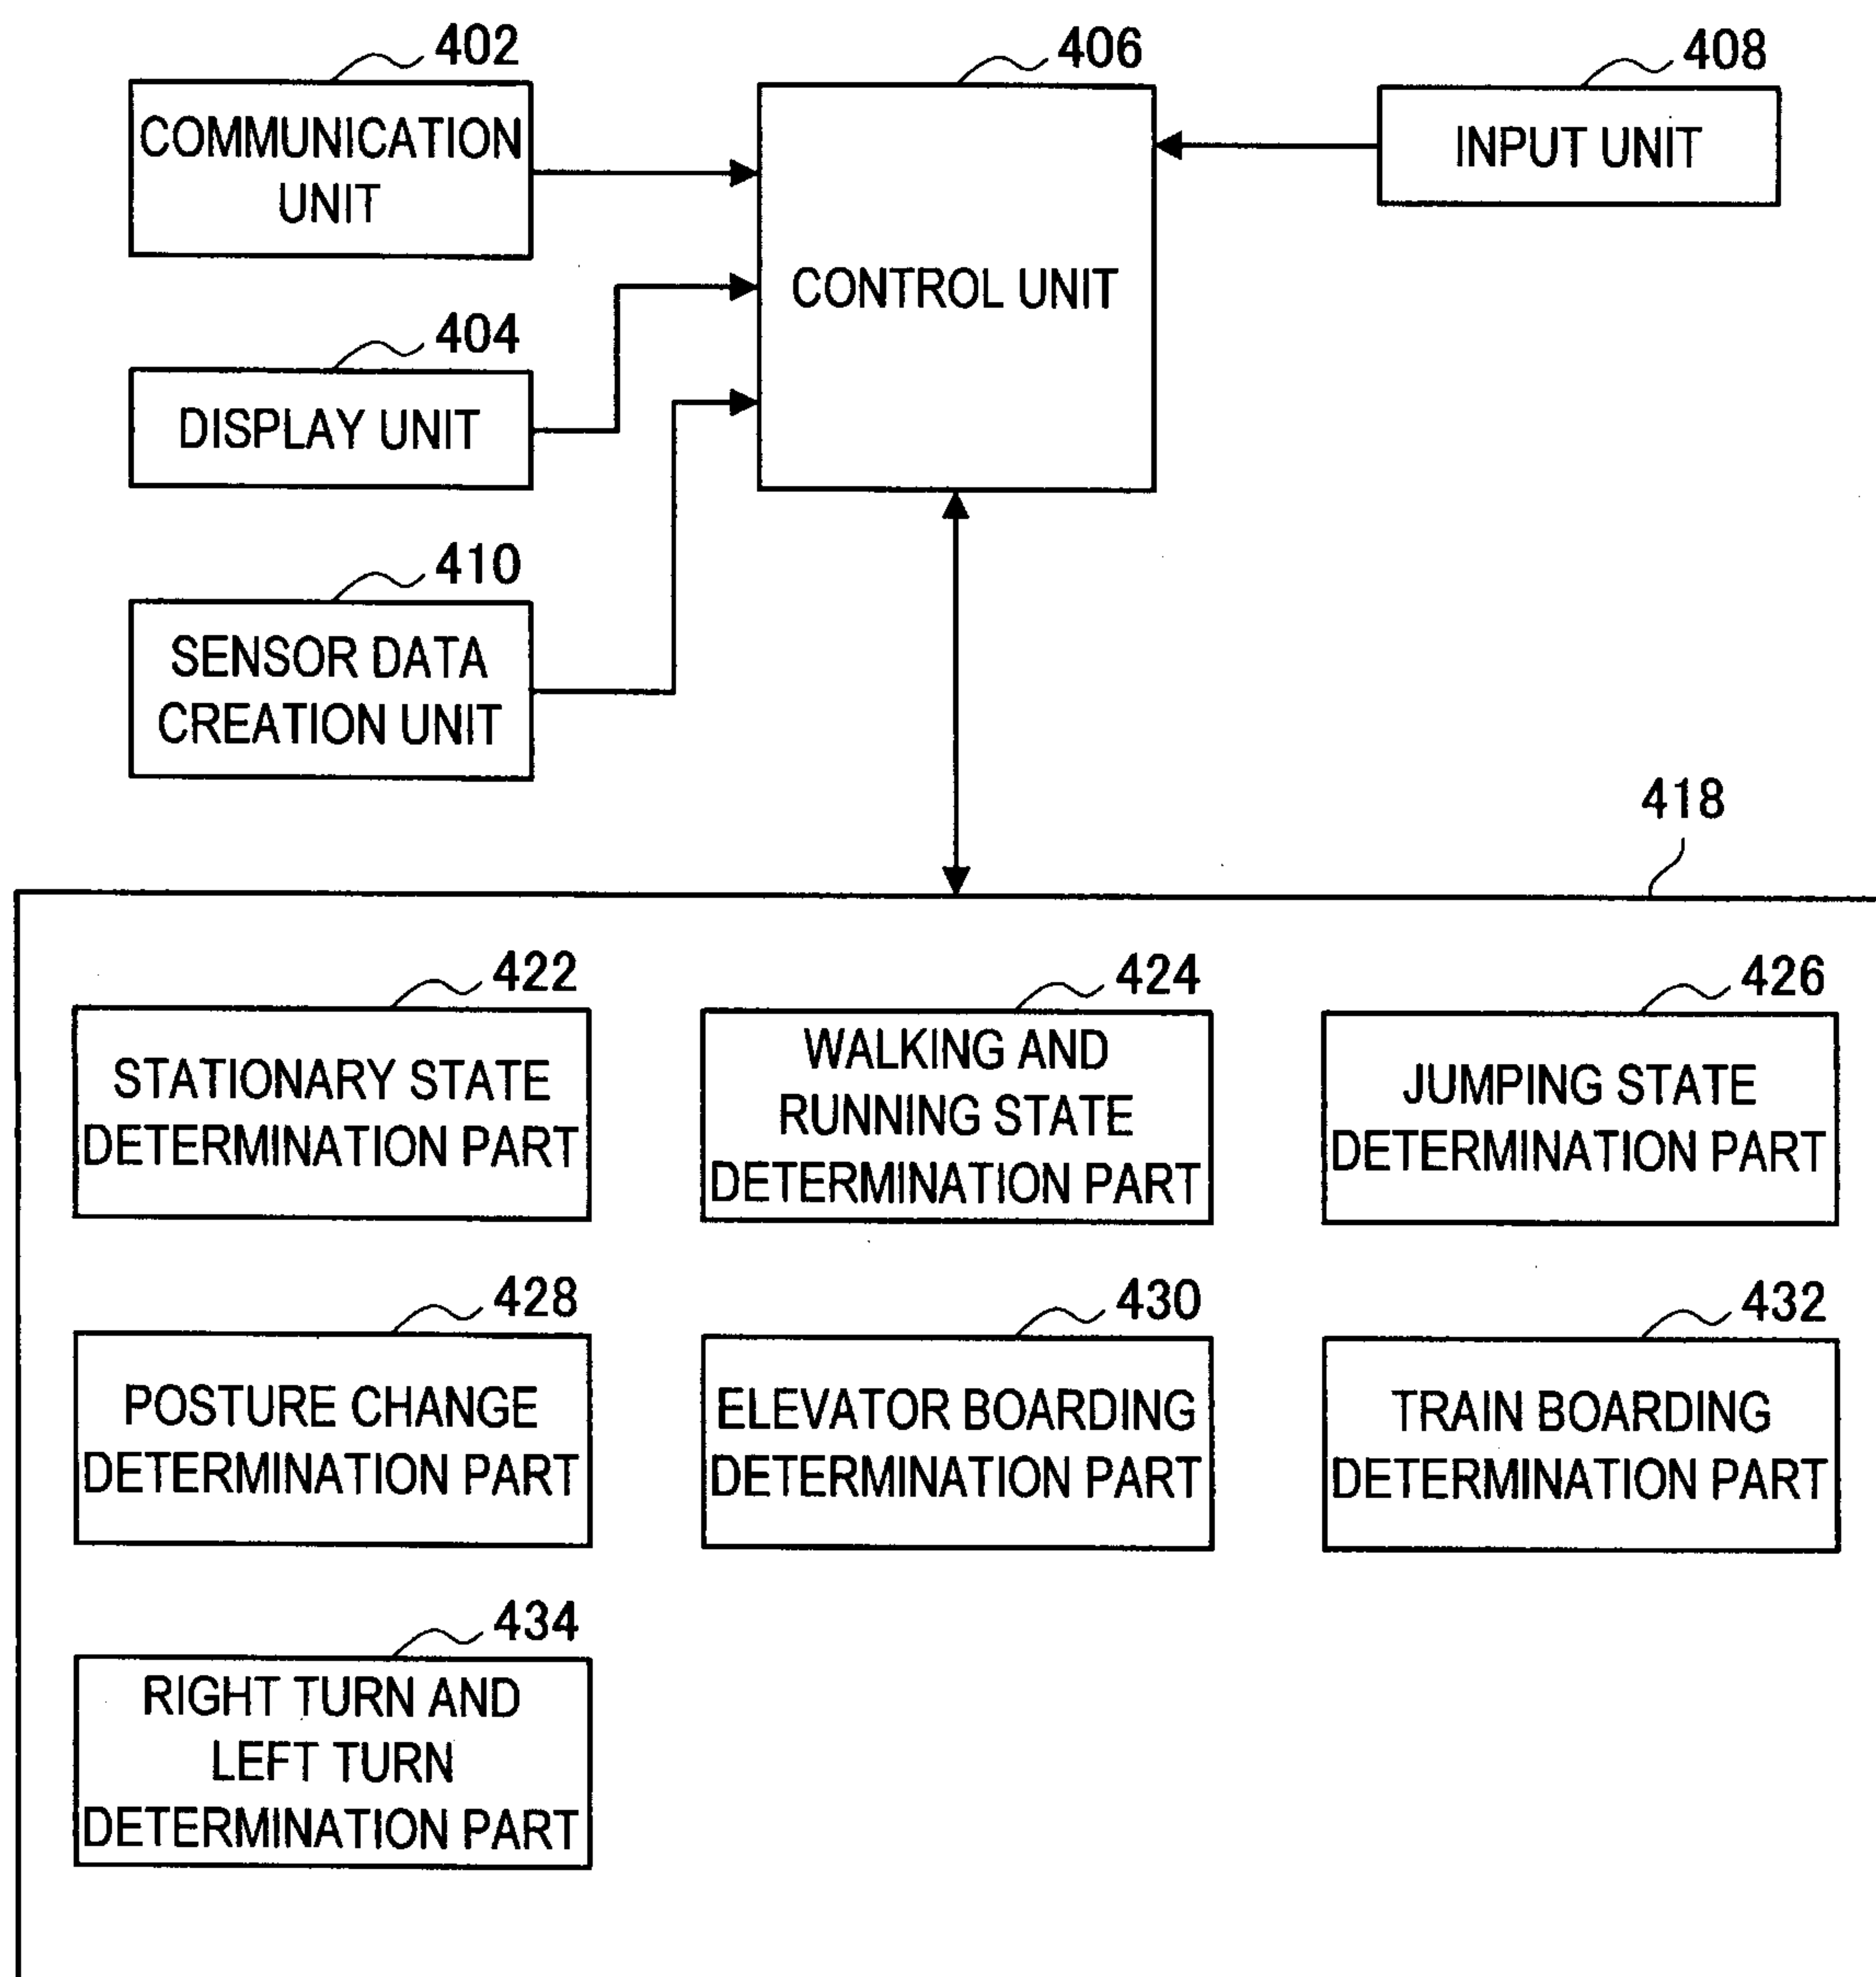 402
406
408
COMMUNICATION
UNIT
CONTROL UNIT
INPUT UNIT
404
DISPLAY UNIT
410
SENSOR DATA
CREATION UNIT
418
422
424
426
STATIONARY STATE
DETERMINATION PART
WALKING AND
RUNNING STATE
DETERMINATION PART
JUMPING STATE
DETERMINATION PART
428
430
432
POSTURE CHANGE
DETERMINATION PART
ELEVATOR BOARDING
DETERMINATION PART
TRAIN BOARDING
DETERMINATION PART
434
RIGHT TURN AND
LEFT TURN
DETERMINATION PART